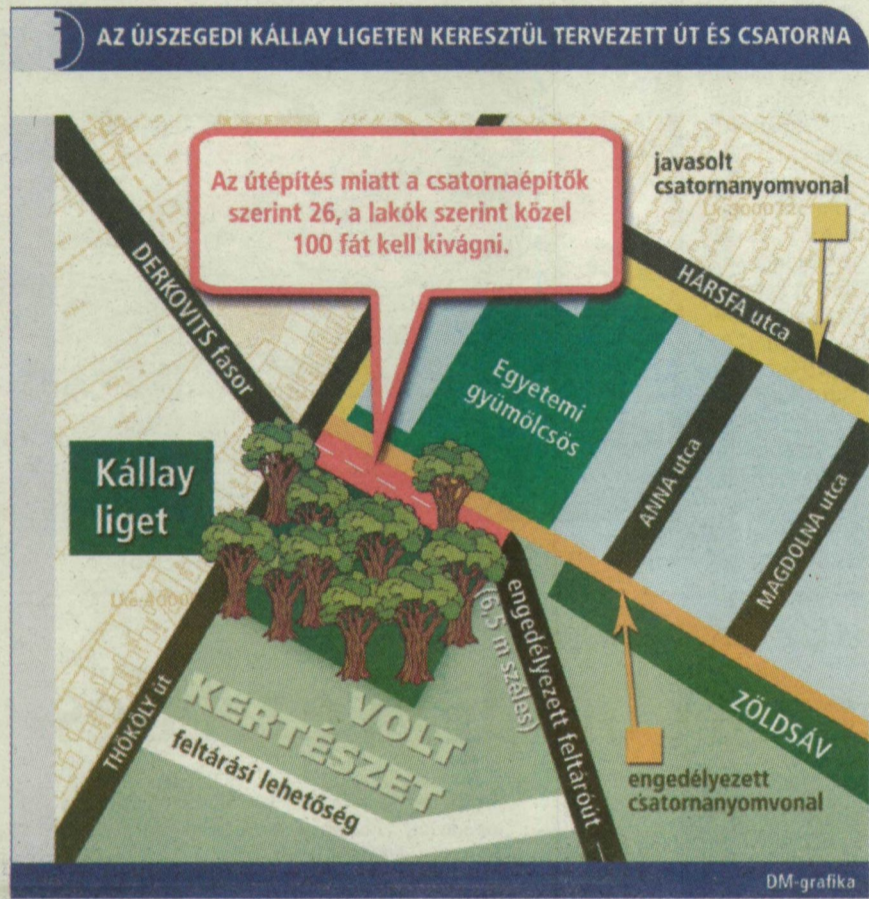 AZ ÚJSZEGEDI KÁLLAY LIGETEN KERESZTÜL TERVEZETT ÚT ÉS CSATORNA
Az útépítés miatt a csatornaépítők
szerint 26, a lakók szerint közel
100 fát kell kivágni.
javasolt
csatornanyomvonal
DERKOVITS fasor
HÁRSFA utca
Egyetemi
gyümölcsös
Kállay
liget
ANNA utca
MAGDOLNA utca
engedélyezett feltáróút
(6,5 m széles)
THÖKÖLY út
VOLT
KERTÉSZET
feltárási lehetőség
ZÖLDSÁV
engedélyezett
csatornanyomvonal
DM-grafika